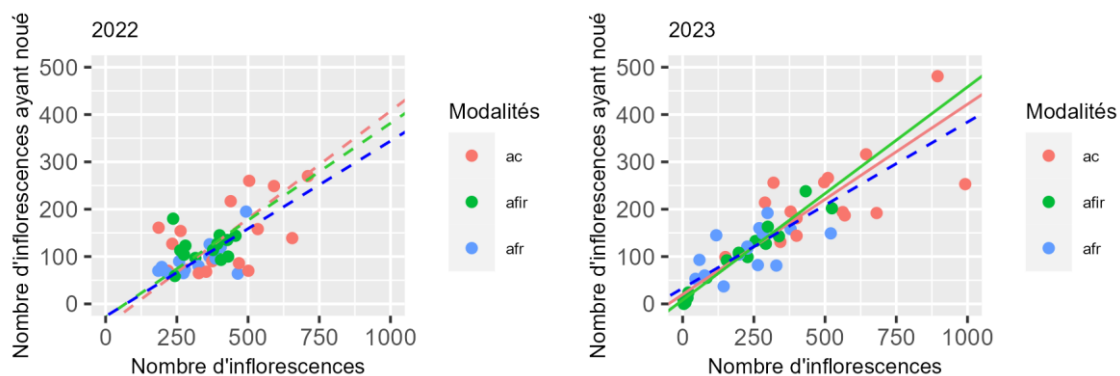 2022
Nombre d'inflorescences ayant noué
500
400
300
200
100
0
0 250 500 750 1000
Nombre d'inflorescences
Modalités
ac
afir
afr
2023
Nombre d'inflorescences ayant noué
500
400
300
200
100
0
0 250 500 750 1000
Nombre d'inflorescences
Modalités
ac
afir
afr